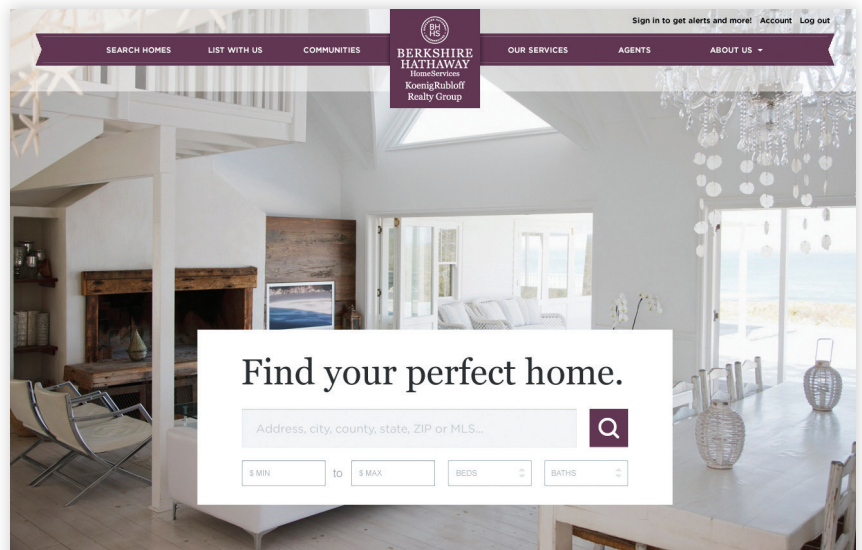 Sign in to get alerts and more! Account Log out
SEARCH HOMES LIST WITH US COMMUNITIES OUR SERVICES AGENTS ABOUT US
BH
HS
BERKSHIRE
HATHAWAY
HomeServices
KoenigRubloff
Realty Group
Find your perfect home.
Address, city, county, state, ZIP or MLS...
$ MIN to $ MAX BEDS BATHS